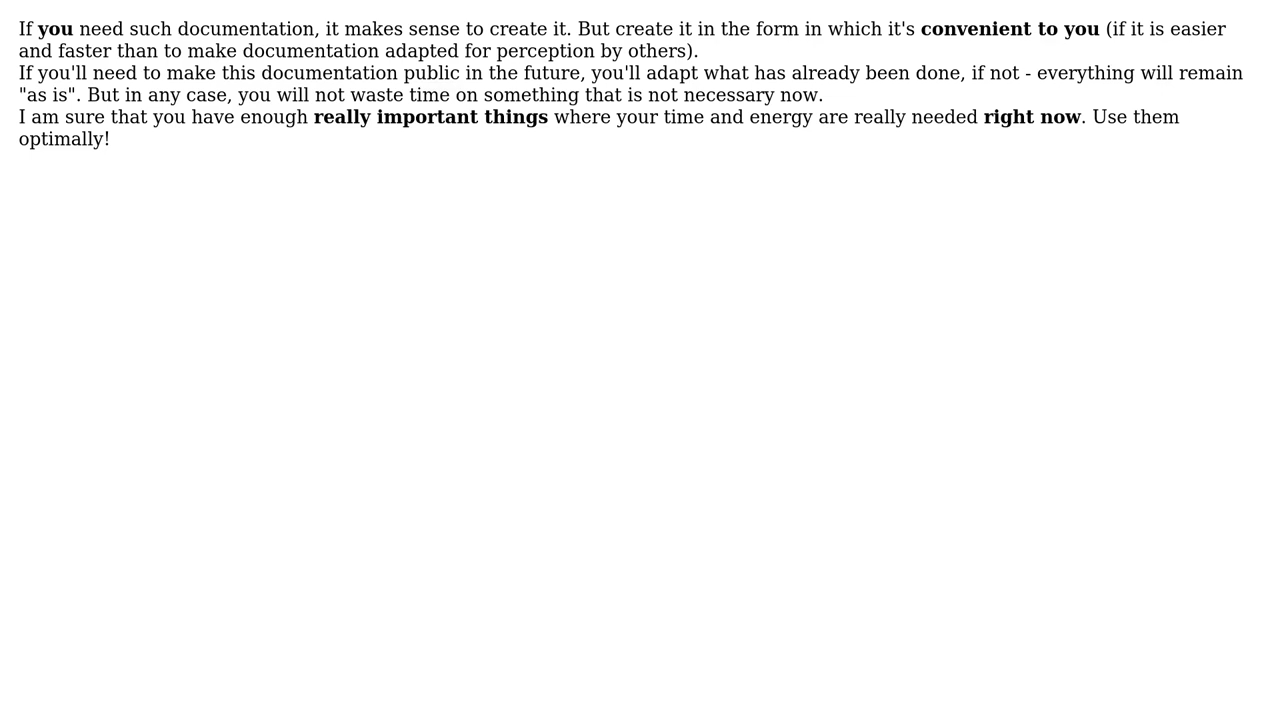 If you need such documentation, it makes sense to create it. But create it in the form in which it's convenient to you (if it is easier
and faster than to make documentation adapted for perception by others).
If you'll need to make this documentation public in the future, you'll adapt what has already been done, if not - everything will remain
"as is". But in any case, you will not waste time on something that is not necessary now.
I am sure that you have enough really important things where your time and energy are really needed right now. Use them
optimally!